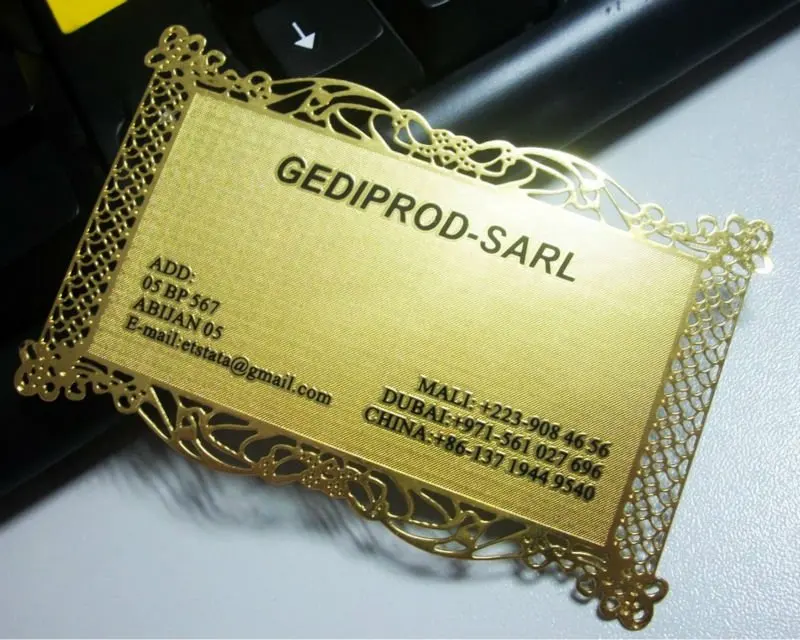 GEDIPROD-SARL
ADD:
05 BP 567
ABIJAN 05
E-mail:etstata@gmail.com
MALI: +223-908 46 56
DUBAI:+971-561 027 696
CHINA:+86-137 1944 9540